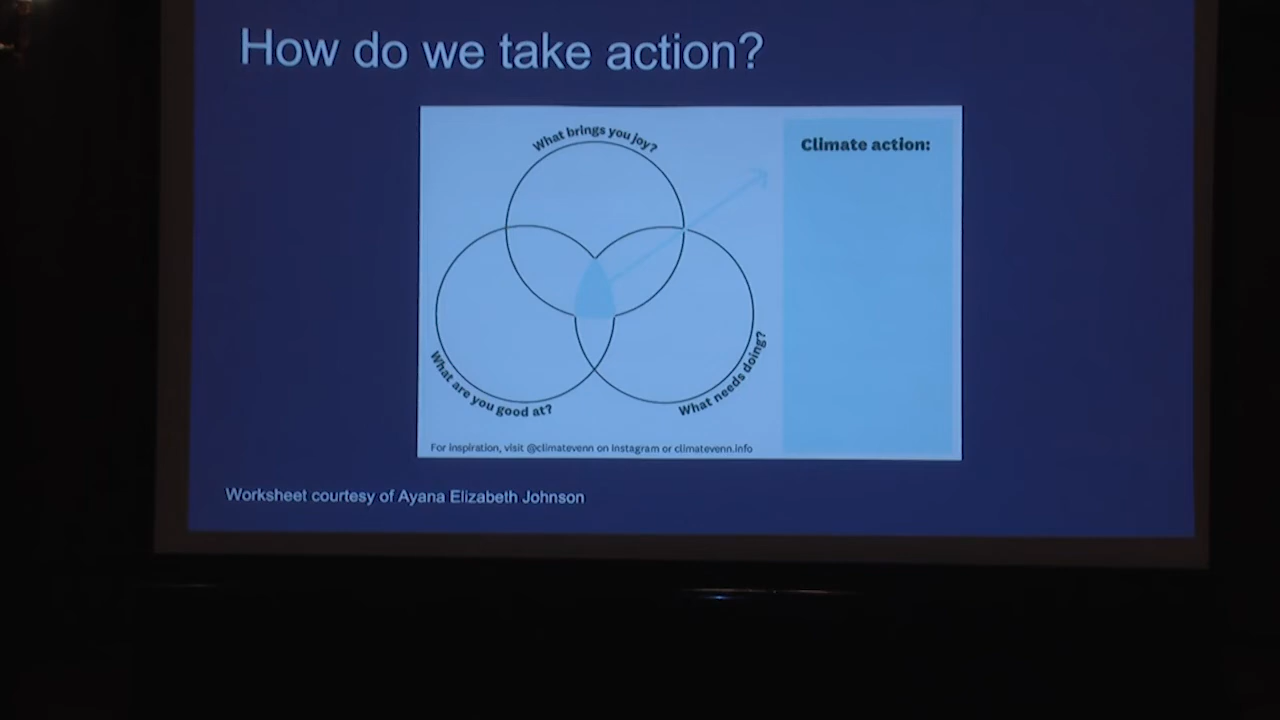 How do we take action?
What brings you joy?
Climate action:
What are you good at?
What needs doing?
For inspiration, visit @climatevenn on Instagram or climatevenn.info
Worksheet courtesy of Ayana Elizabeth Johnson